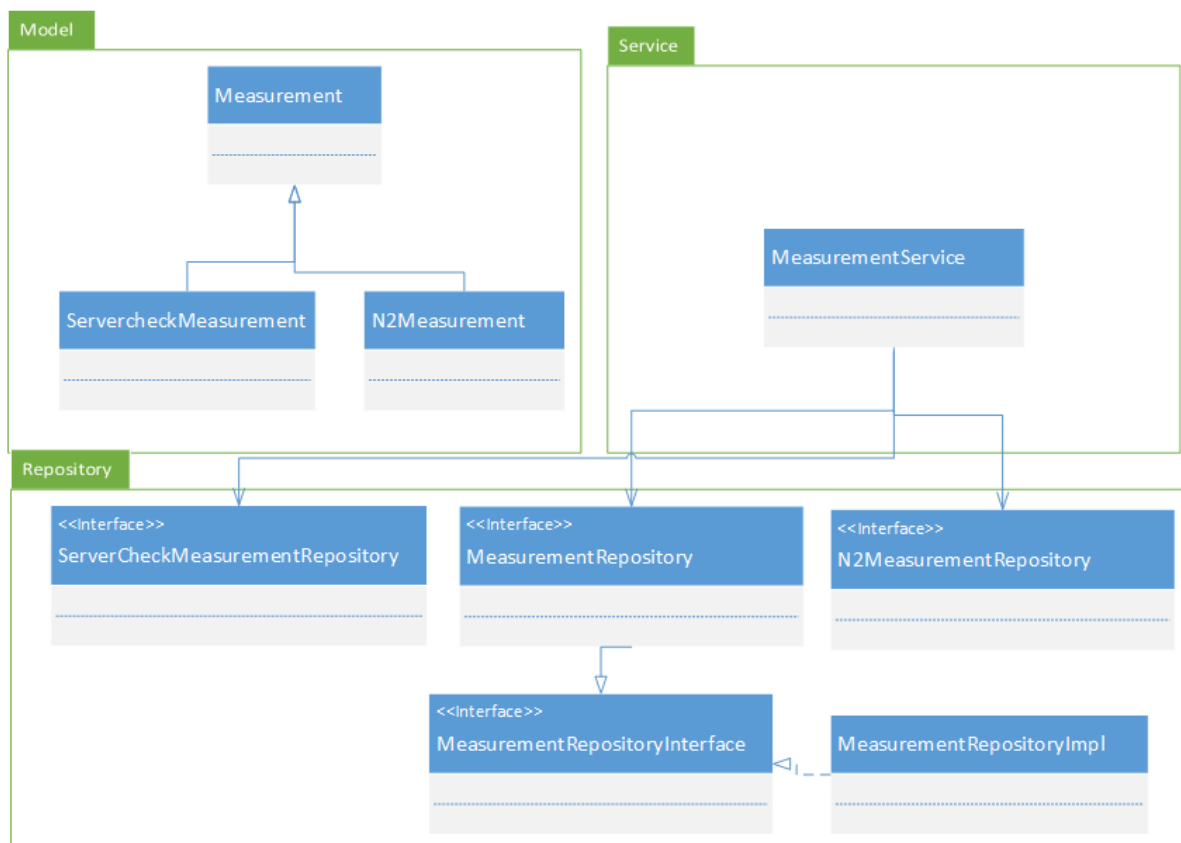 Model
Service
Measurement
MeasurementService
ServercheckMeasurement
N2Measurement
Repository
<<Interface>>
ServerCheckMeasurementRepository
<<Interface>>
MeasurementRepository
<<Interface>>
N2MeasurementRepository
<<Interface>>
MeasurementRepositoryInterface
MeasurementRepositoryImpl